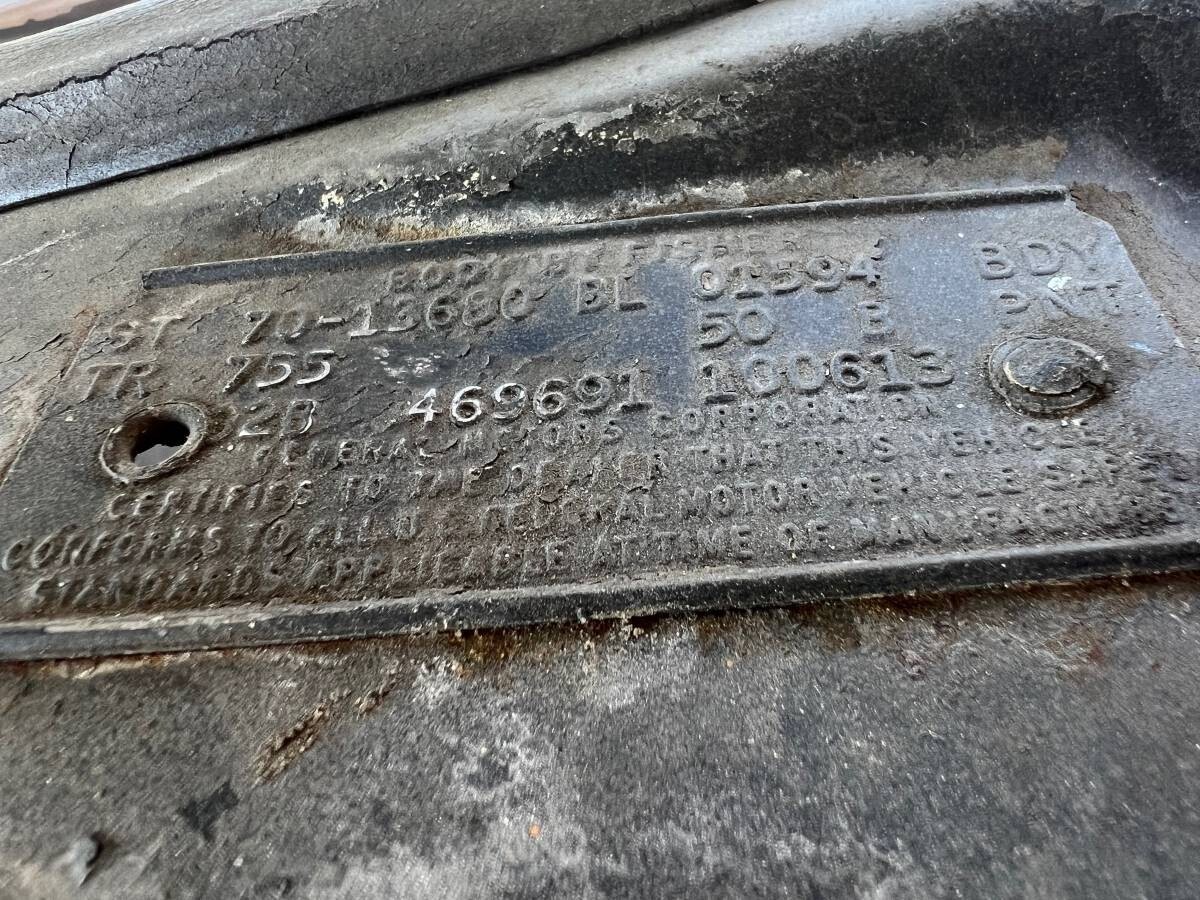 BODY BY FISHER
ST 70-13680 BL 01594 BDY
TR 755 50 B PNT
02B 469691 100613
GENERAL MOTORS CORPORATION
CERTIFIES TO THE DEALER THAT THIS VEHICLE
CONFORMS TO ALL U FEDERAL MOTOR VEHICLE SAFETY
STANDARDS APPLICABLE AT TIME OF MANUFACTURE